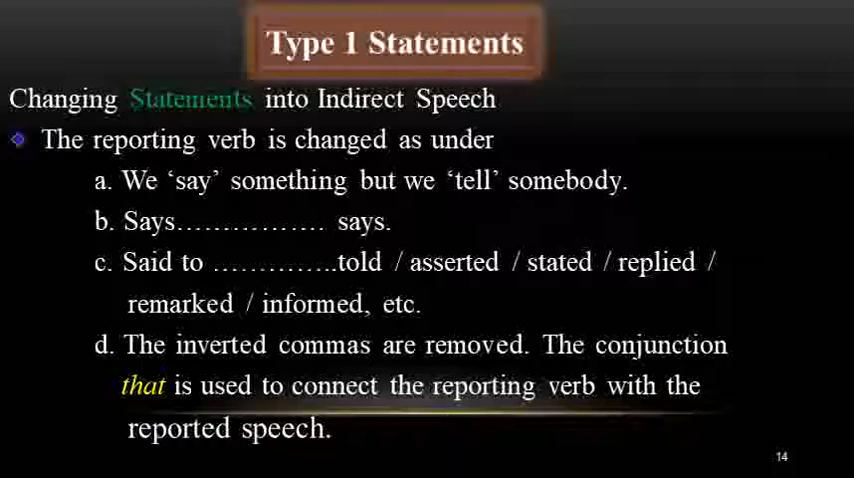 Type 1 Statements
Changing Statements into Indirect Speech
The reporting verb is changed as under
a. We ‘say’ something but we ‘tell’ somebody.
b. Says…………… says.
c. Said to …………..told / asserted / stated / replied /
remarked / informed, etc.
d. The inverted commas are removed. The conjunction
that is used to connect the reporting verb with the
reported speech.
14